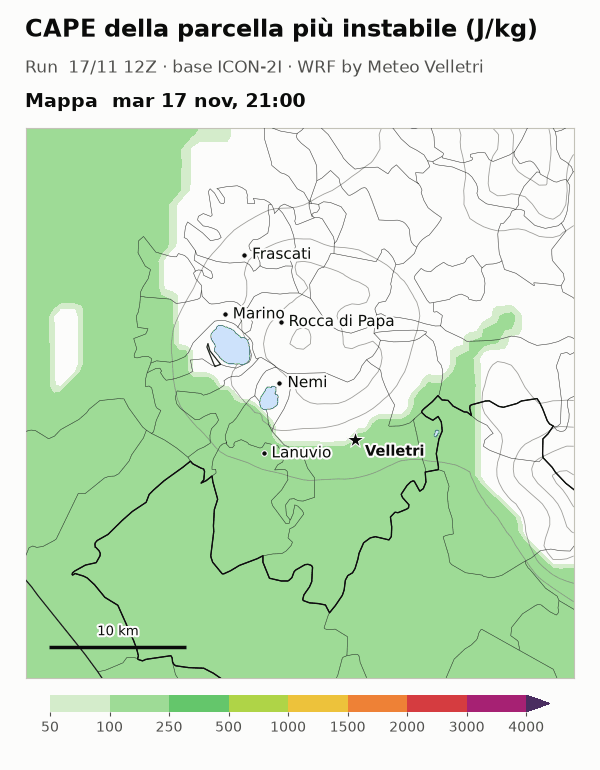 CAPE della parcella più instabile (J/kg)
Run  17/11 12Z · base ICON-2I · WRF by Meteo Velletri
Mappa  mar 17 nov, 21:00
Frascati
Marino
Rocca di Papa
Nemi
Velletri
Lanuvio
10 km
50 100 250 500 1000 1500 2000 3000 4000